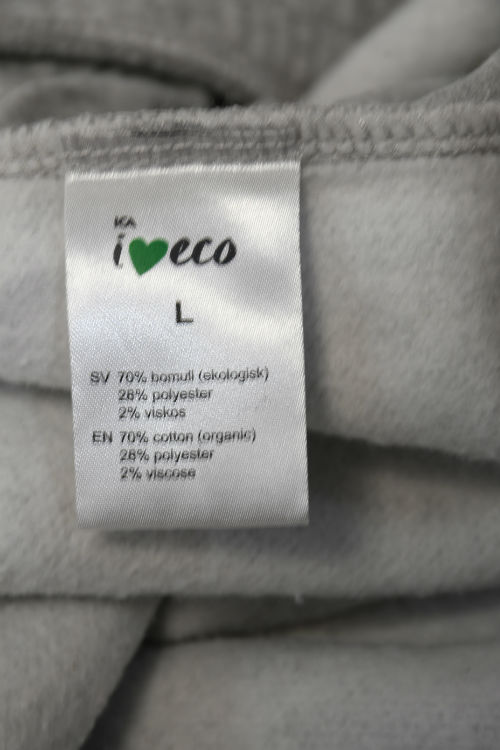 ICA
i eco
L
SV 70% bomull (ekologisk)
28% polyester
2% viskos
EN 70% cotton (organic)
28% polyester
2% viscose